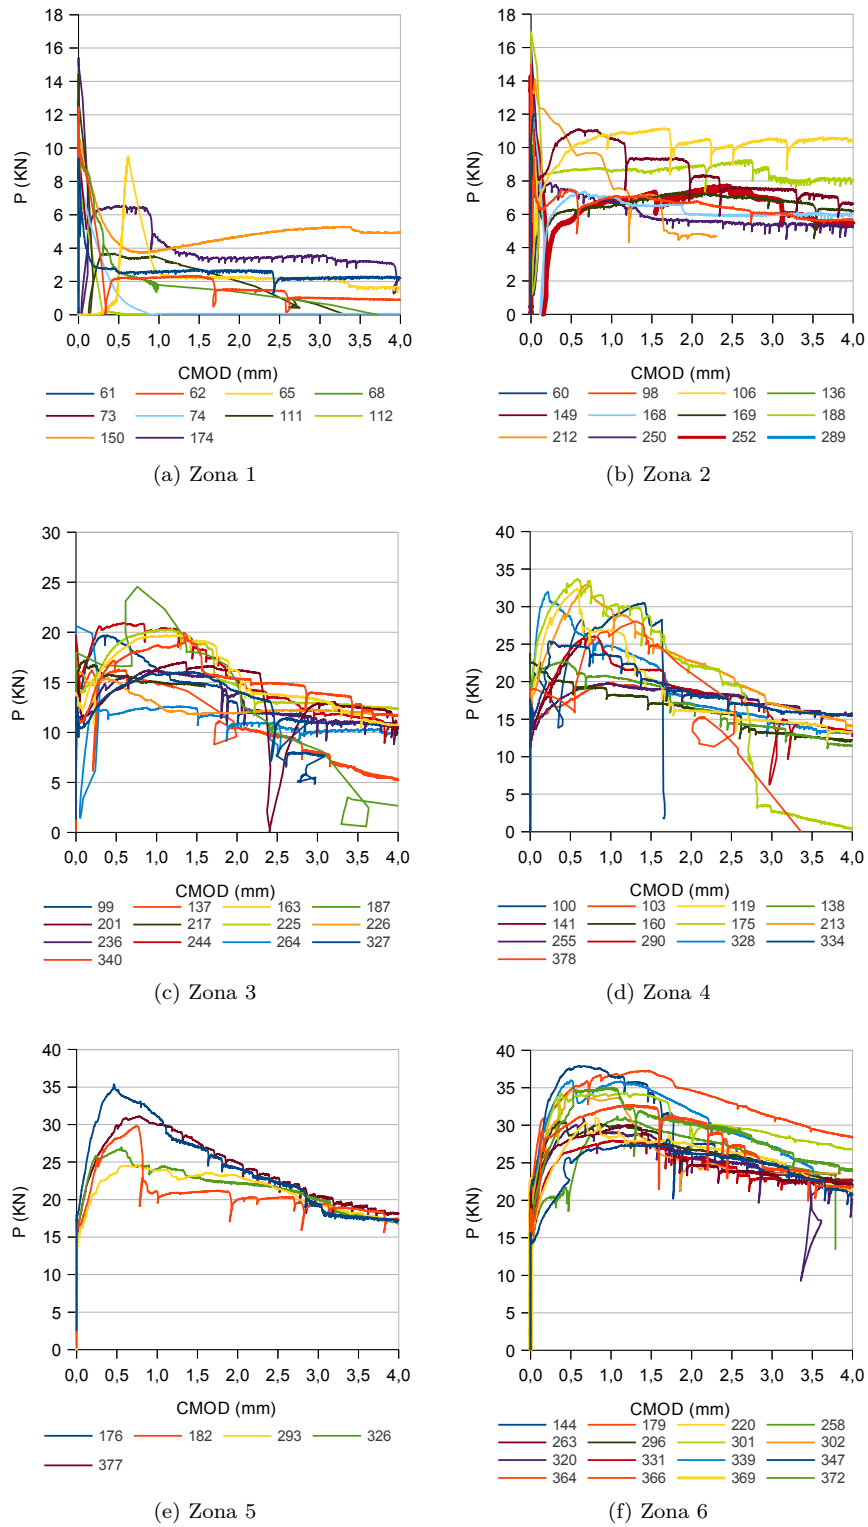 18
16
14
12
10
8
6
4
2
0
P (KN)
0,0 0,5 1,0 1,5 2,0 2,5 3,0 3,5 4,0
CMOD (mm)
61 62 65 68
73 74 111 112
150 174
(a) Zona 1
18
16
14
12
10
8
6
4
2
0
P (KN)
0,0 0,5 1,0 1,5 2,0 2,5 3,0 3,5 4,0
CMOD (mm)
60 98 106 136
149 168 169 188
212 250 252 289
(b) Zona 2
30
25
20
15
10
5
0
P (KN)
0,0 0,5 1,0 1,5 2,0 2,5 3,0 3,5 4,0
CMOD (mm)
99 137 163 187
201 217 225 226
236 244 264 327
340
(c) Zona 3
40
35
30
25
20
15
10
5
0
P (KN)
0,0 0,5 1,0 1,5 2,0 2,5 3,0 3,5 4,0
CMOD (mm)
100 103 119 138
141 160 175 213
255 290 328 334
378
(d) Zona 4
40
35
30
25
20
15
10
5
0
P (KN)
0,0 0,5 1,0 1,5 2,0 2,5 3,0 3,5 4,0
CMOD (mm)
176 182 293 326
377
(e) Zona 5
40
35
30
25
20
15
10
5
0
P (KN)
0,0 0,5 1,0 1,5 2,0 2,5 3,0 3,5 4,0
CMOD (mm)
144 179 220 258
263 296 301 302
320 331 339 347
364 366 369 372
(f) Zona 6